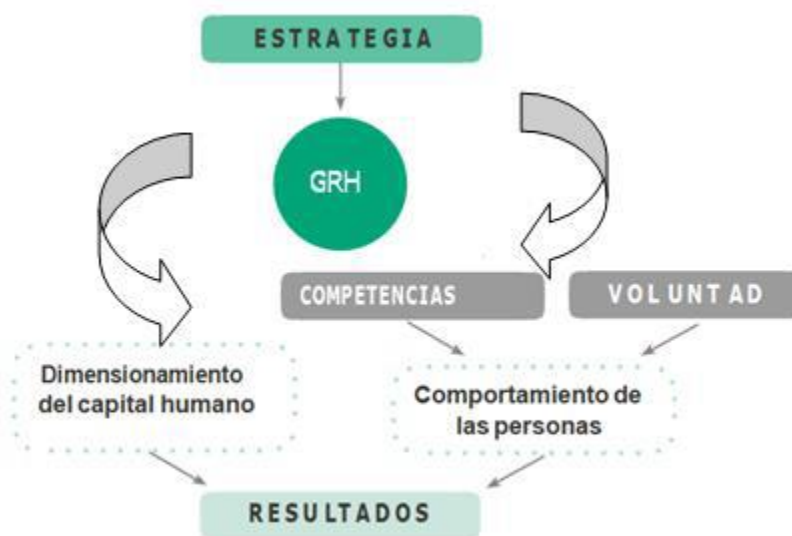 ESTRATEGIA
GRH
COMPETENCIAS
VOLUNTAD
Dimensionamiento
del capital humano
Comportamiento de
las personas
RESULTADOS